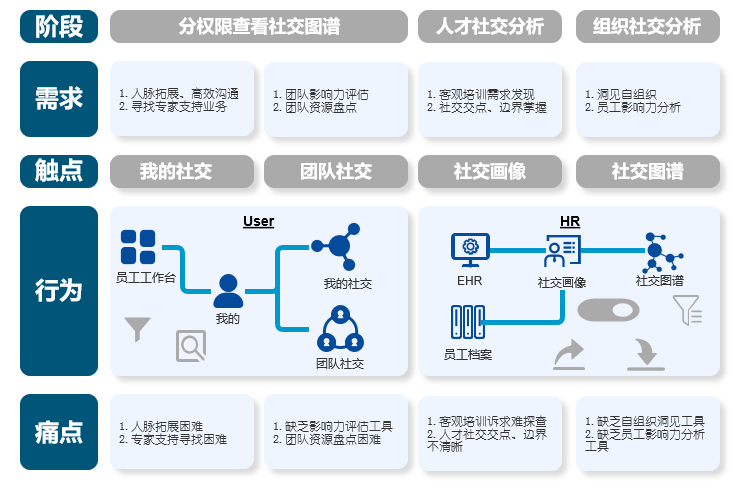 阶段
分权限查看社交图谱
人才社交分析
组织社交分析
需求
1. 人脉拓展、高效沟通
2. 寻找专家支持业务
1. 团队影响力评估
2. 团队资源盘点
1. 客观培训需求发现
2. 社交交点、边界掌握
1. 洞见自组织
2. 员工影响力分析
触点
我的社交
团队社交
社交画像
社交图谱
行为
User
员工工作台
我的
我的社交
团队社交
HR
EHR
社交画像
社交图谱
员工档案
痛点
1. 人脉拓展困难
2. 专家支持寻找困难
1. 缺乏影响力评估工具
2. 团队资源盘点困难
1. 客观培训诉求难探查
2. 人才社交交点、边界
不清晰
1. 缺乏自组织洞见工具
2. 缺乏员工影响力分析
工具